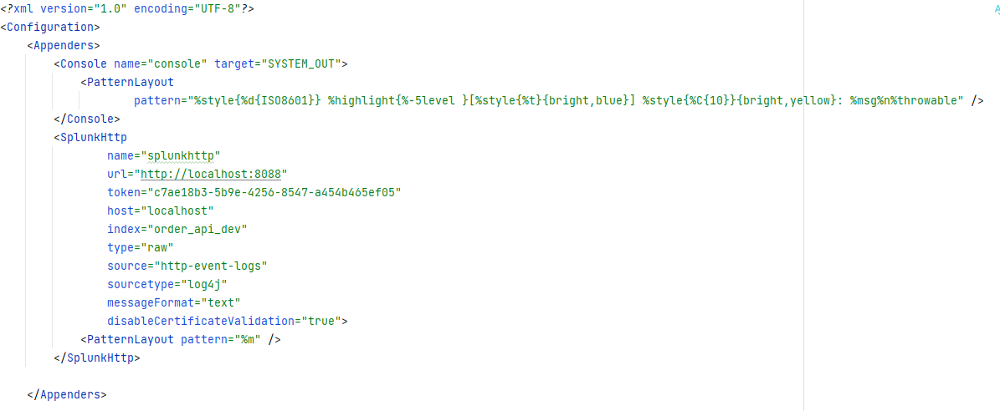 <?xml version="1.0" encoding="UTF-8"?>
<Configuration>
    <Appenders>
        <Console name="console" target="SYSTEM_OUT">
            <PatternLayout
                    pattern="%style{%d{ISO8601}} %highlight{%-5level }[%style{%t}{bright,blue}] %style{%C{10}}{bright,yellow}: %msg%n%throwable" />
        </Console>
        <SplunkHttp
                name="splunkhttp"
                url="http://localhost:8088"
                token="c7ae18b3-5b9e-4256-8547-a454b465ef05"
                host="localhost"
                index="order_api_dev"
                type="raw"
                source="http-event-logs"
                sourcetype="log4j"
                messageFormat="text"
                disableCertificateValidation="true">
            <PatternLayout pattern="%m" />
        </SplunkHttp>

    </Appenders>